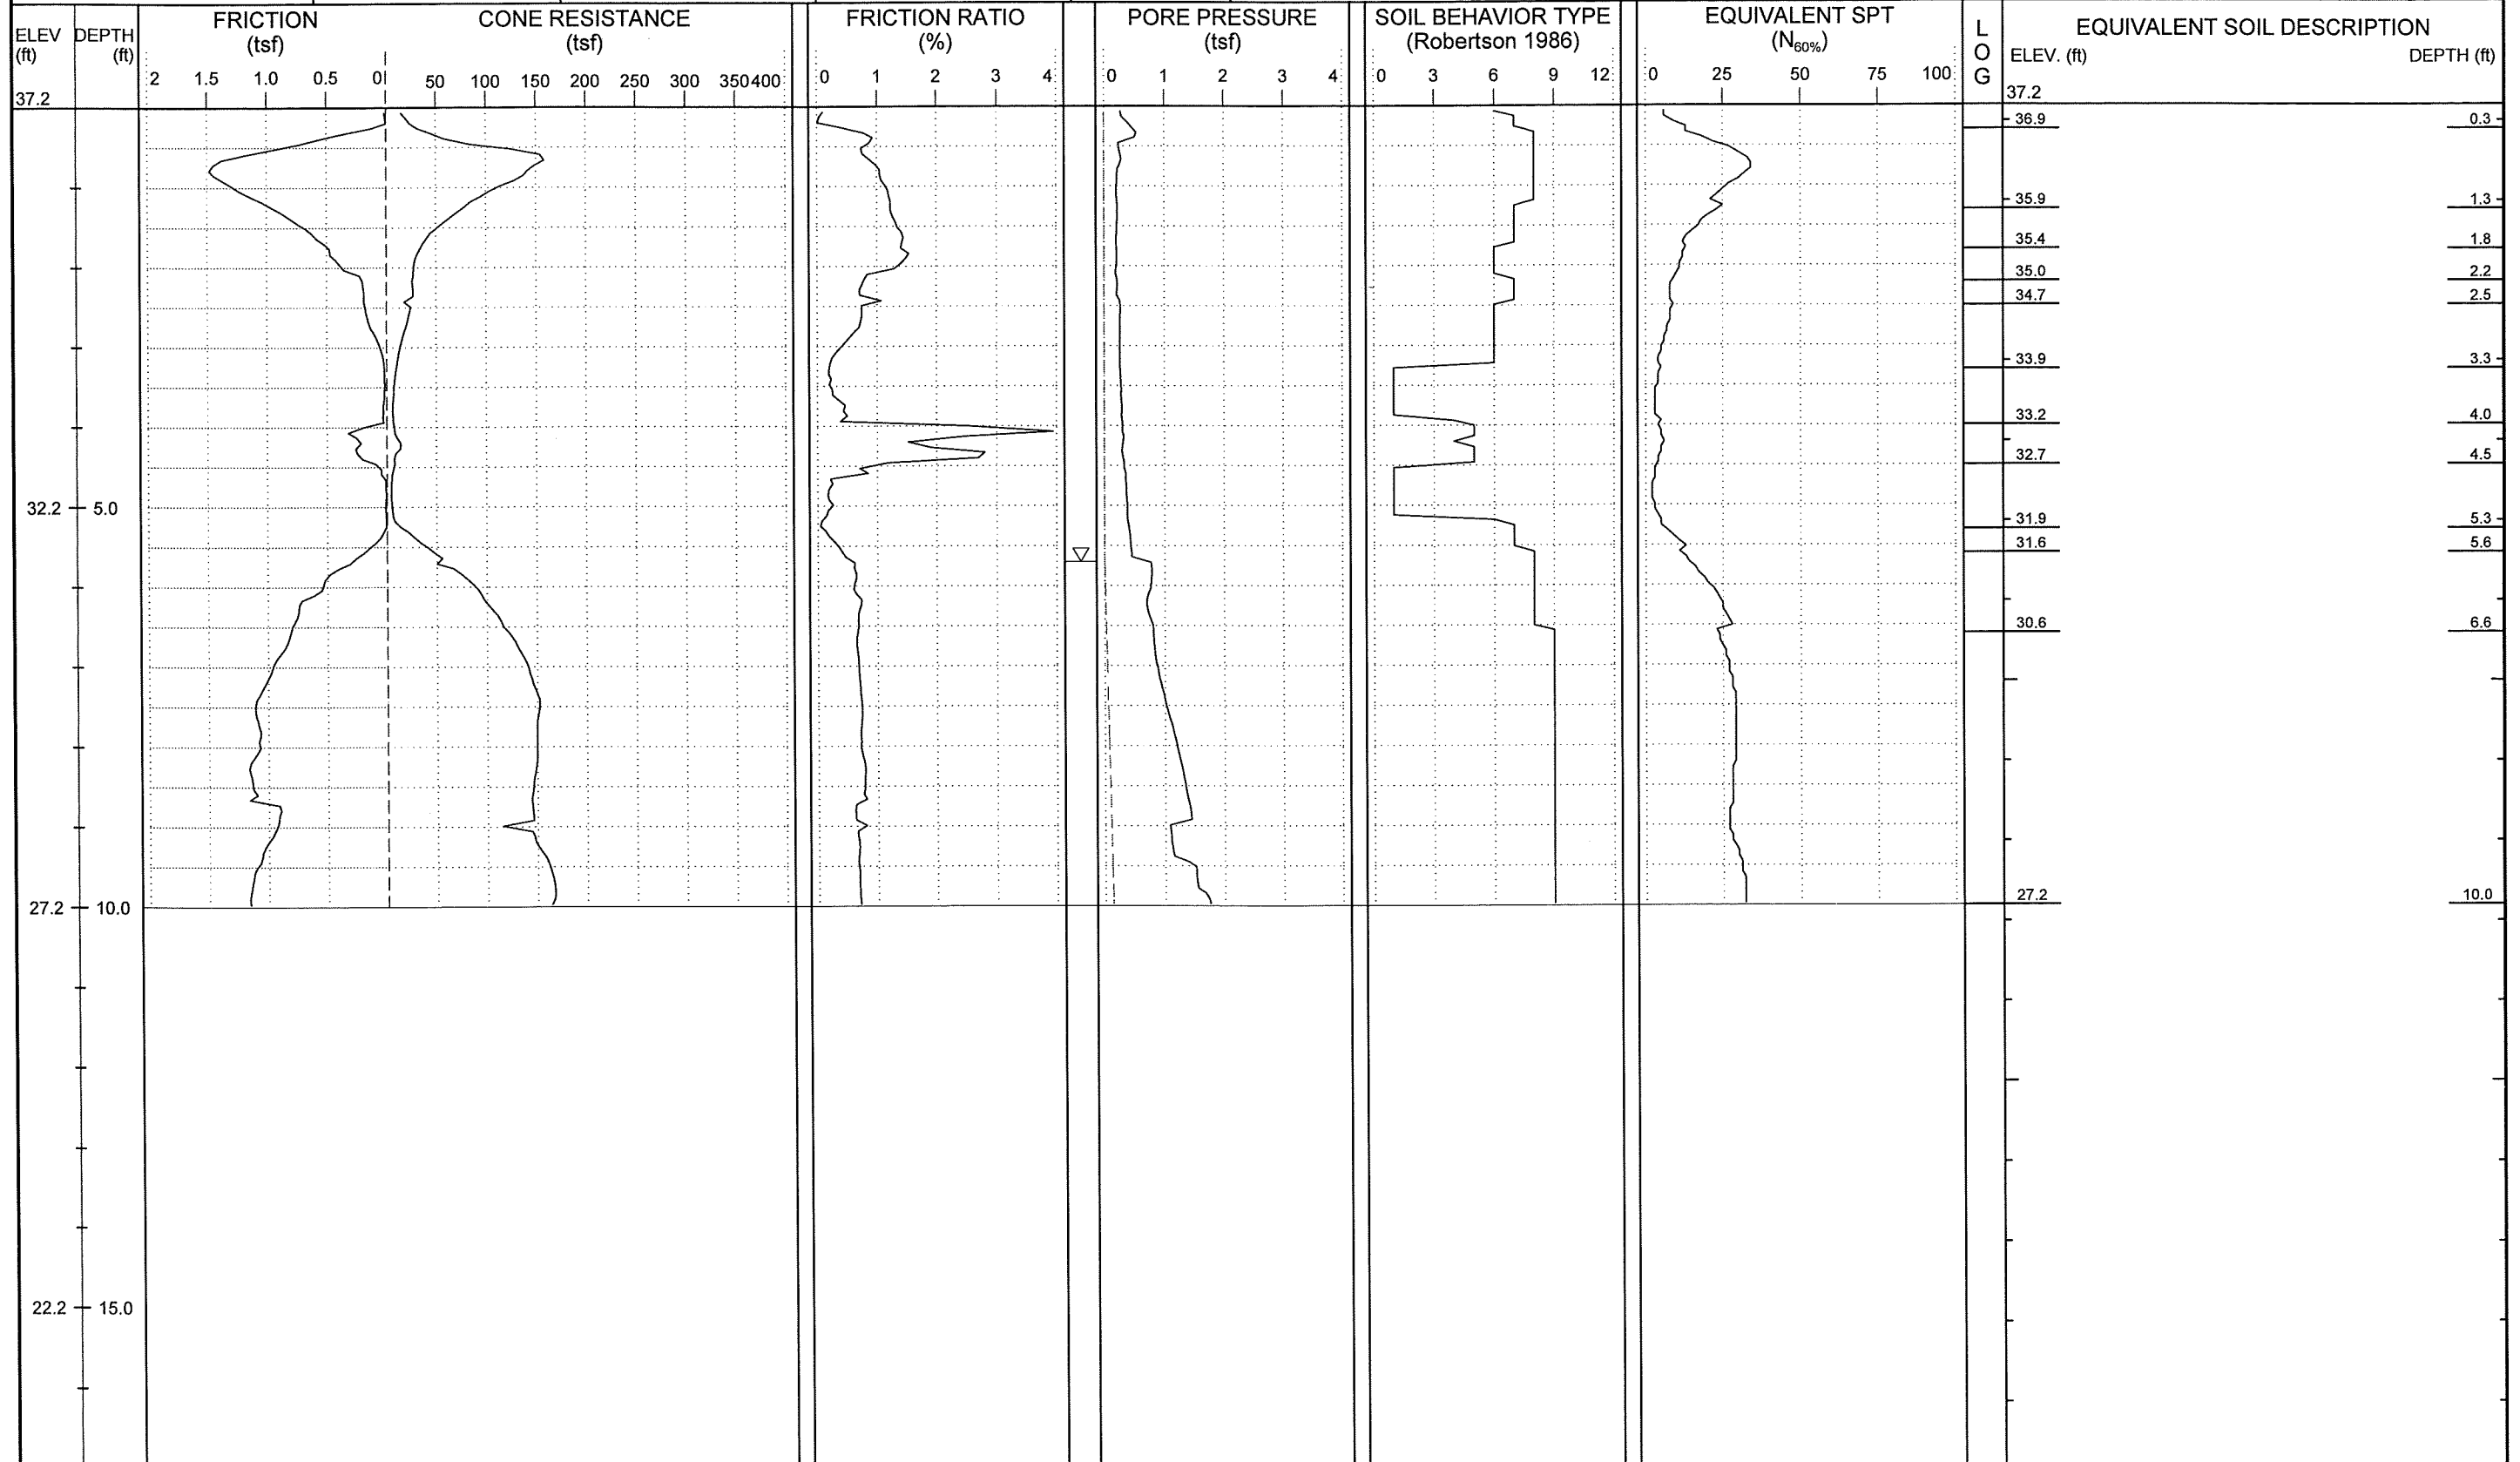 FRICTION CONE RESISTANCE FRICTION RATIO PORE PRESSURE SOIL BEHAVIOR TYPE EQUIVALENT SPT L EQUIVALENT SOIL DESCRIPTION
ELEV DEPTH (tsf) (tsf) (%) (tsf) (Robertson 1986) (N60%) O
(ft) (ft) G ELEV. (ft) DEPTH (ft)
2 1.5 1.0 0.5 0 50 100 150 200 250 300 350 400 0 1 2 3 4 0 1 2 3 4 0 3 6 9 12 0 25 50 75 100
37.2 37.2
36.9 0.3
35.9 1.3
35.4 1.8
35.0 2.2
34.7 2.5
33.9 3.3
33.2 4.0
32.7 4.5
32.2 5.0
31.9 5.3
31.6 5.6
30.6 6.6
27.2 10.0 27.2 10.0
22.2 15.0